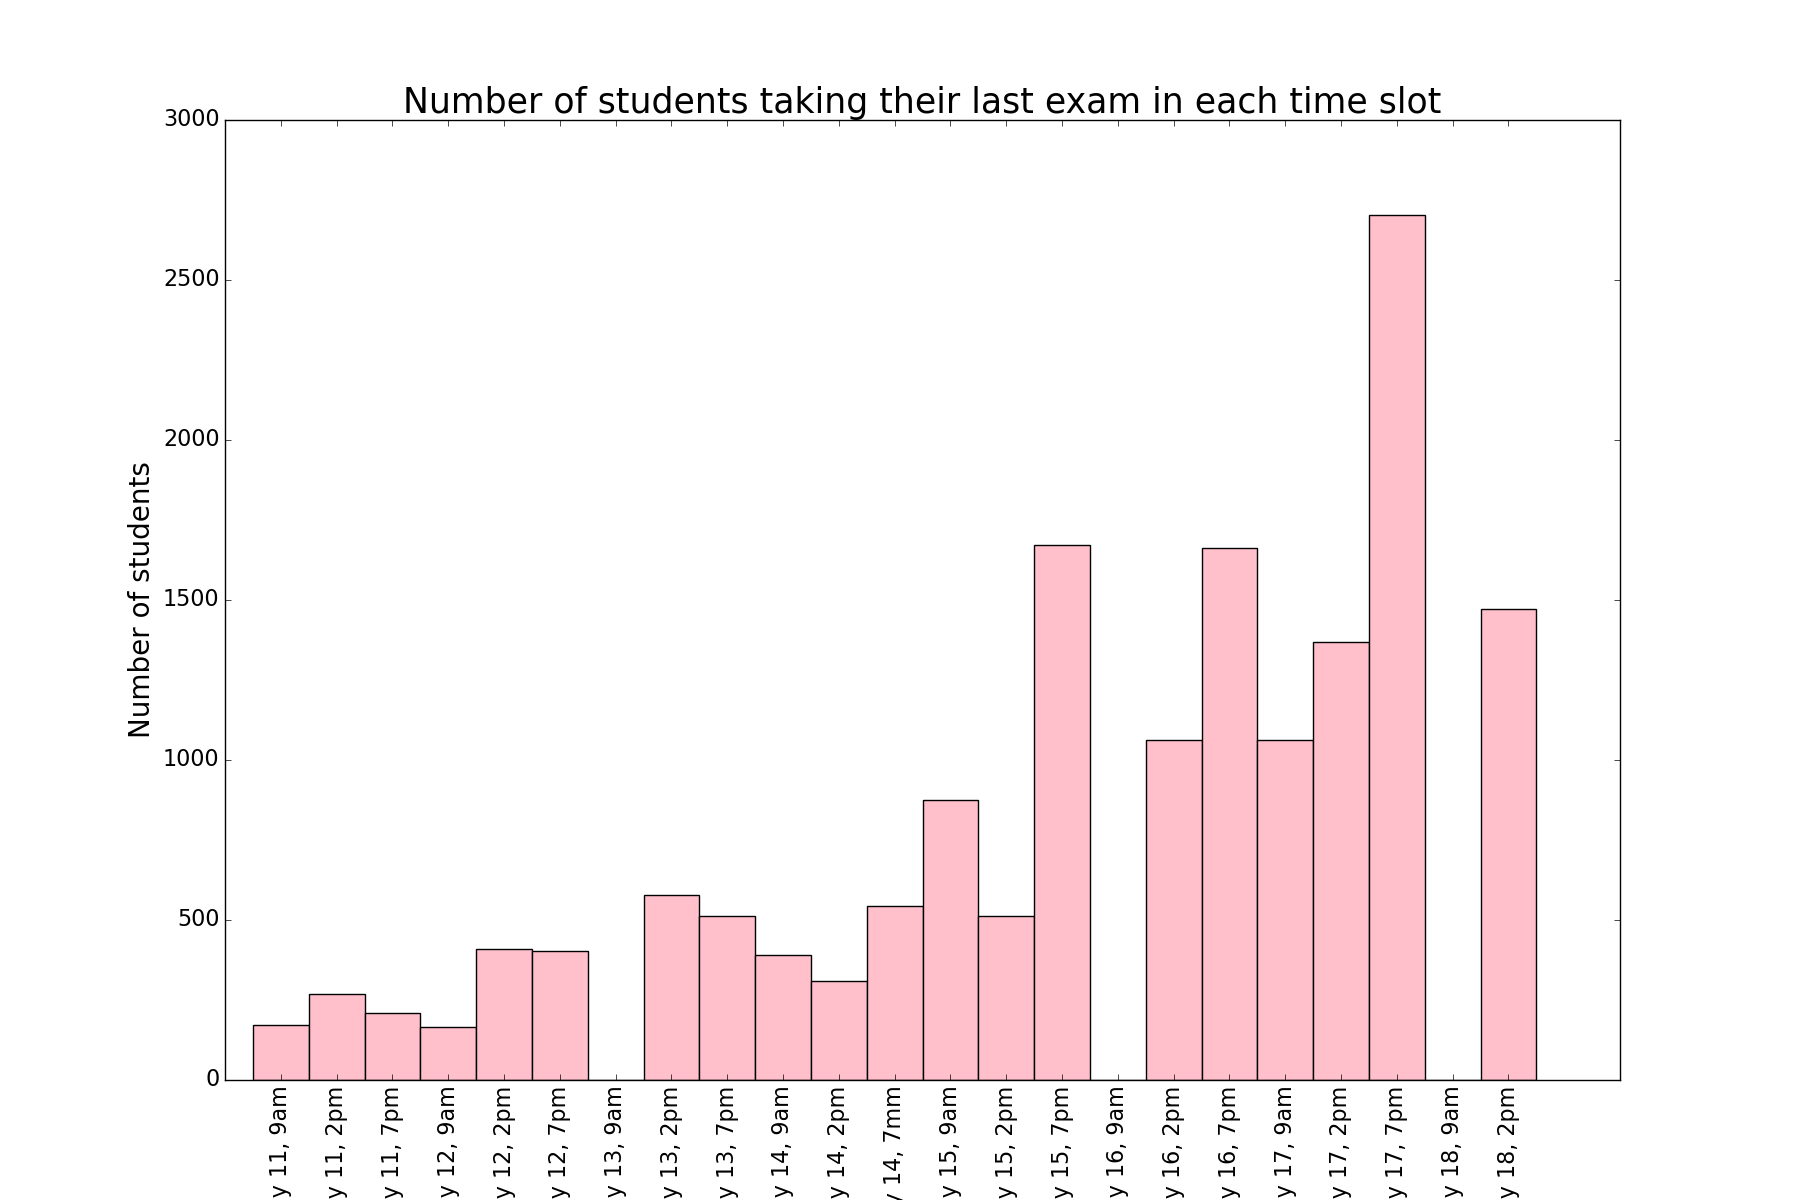 Number of students taking their last exam in each time slot
3000
2500
2000
1500
1000
500
0
Number of students
y 11, 9am
y 11, 2pm
y 11, 7pm
y 12, 9am
y 12, 2pm
y 12, 7pm
y 13, 9am
y 13, 2pm
y 13, 7pm
y 14, 9am
y 14, 2pm
y 14, 7mm
y 15, 9am
y 15, 2pm
y 15, 7pm
y 16, 9am
y 16, 2pm
y 16, 7pm
y 17, 9am
y 17, 2pm
y 17, 7pm
y 18, 9am
y 18, 2pm